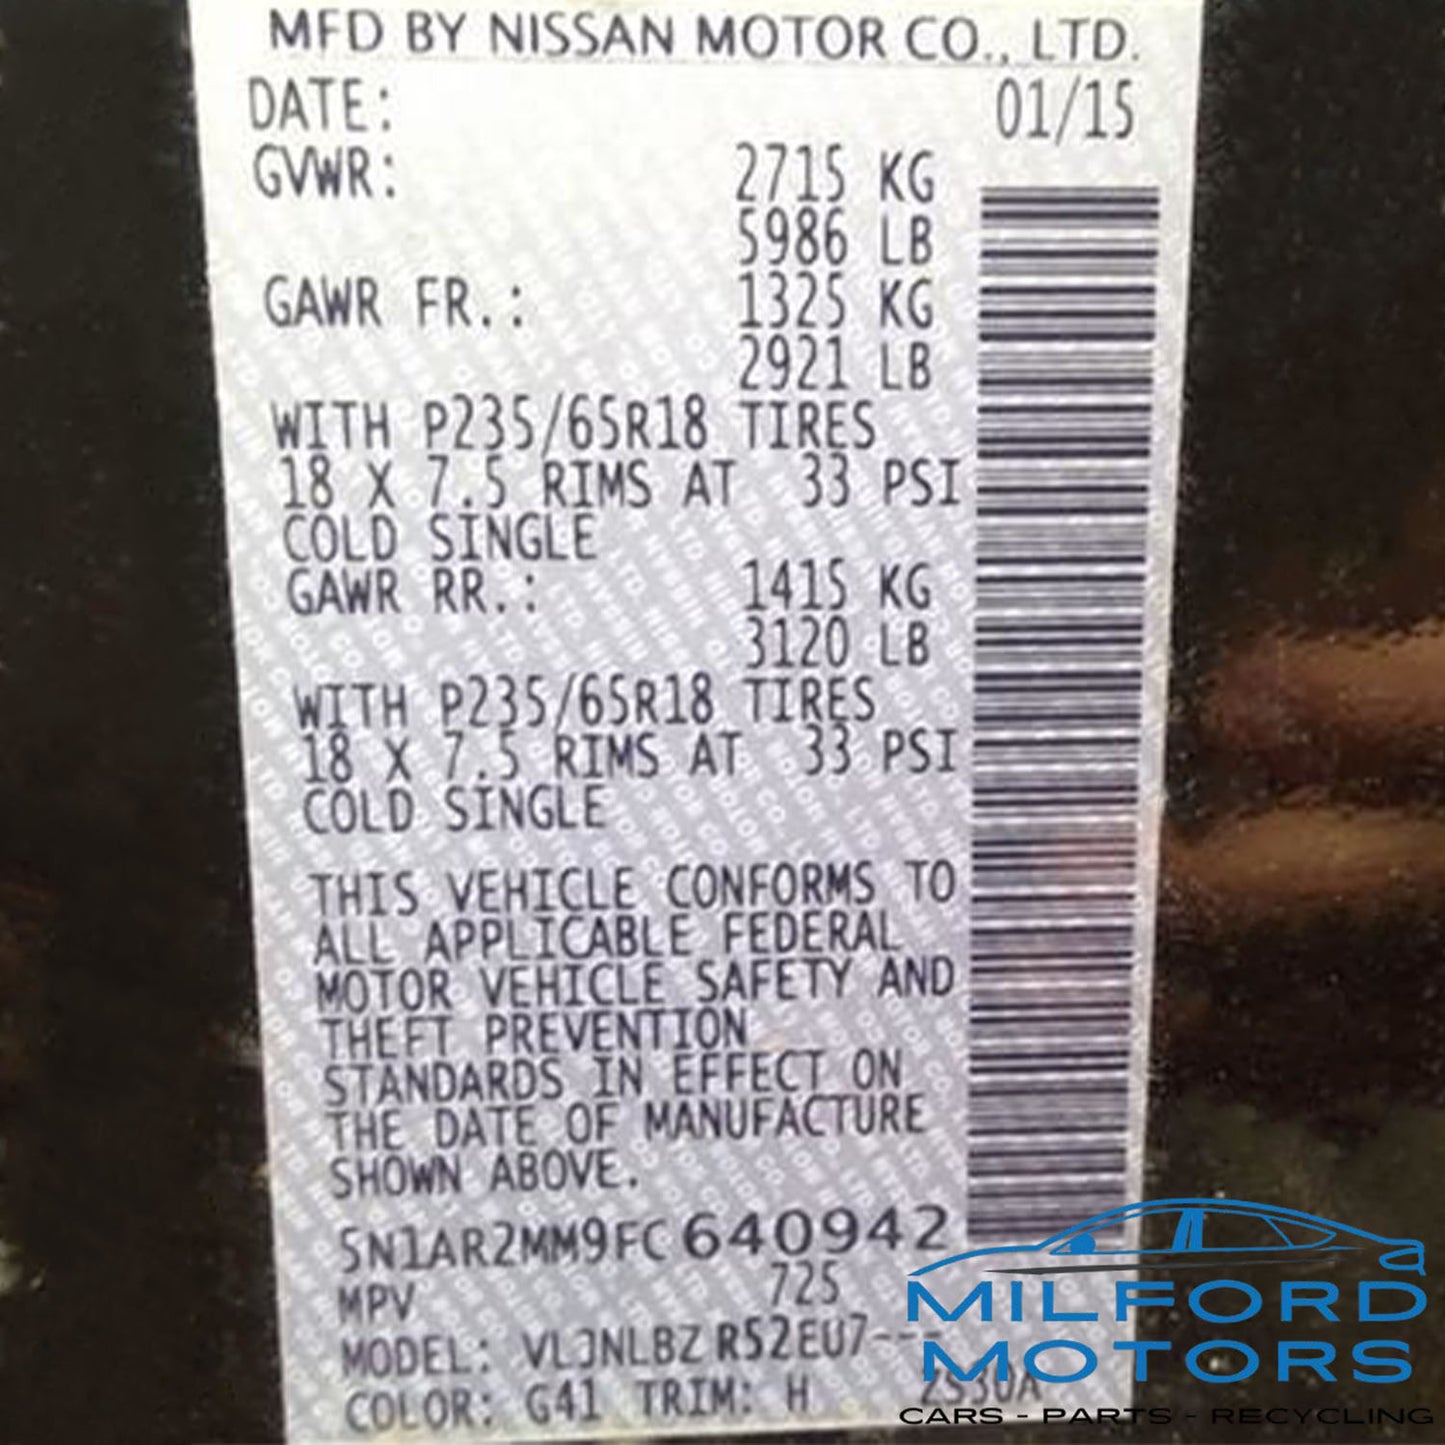 MFD BY NISSAN MOTOR CO., LTD.
DATE: 01/15
GVWR: 2715 KG
5986 LB
GAWR FR.: 1325 KG
2921 LB
WITH P235/65R18 TIRES
18 X 7.5 RIMS AT 33 PSI
COLD SINGLE
GAWR RR.: 1415 KG
3120 LB
WITH P235/65R18 TIRES
18 X 7.5 RIMS AT 33 PSI
COLD SINGLE
THIS VEHICLE CONFORMS TO
ALL APPLICABLE FEDERAL
MOTOR VEHICLE SAFETY AND
THEFT PREVENTION
STANDARDS IN EFFECT ON
THE DATE OF MANUFACTURE
SHOWN ABOVE.
5N1AR2MM9FC640942
MPV 725
MODEL: R52EU7---
COLOR: G41 TRIM: H
MILFORD
MOTORS
CARS - PARTS - RECYCLING